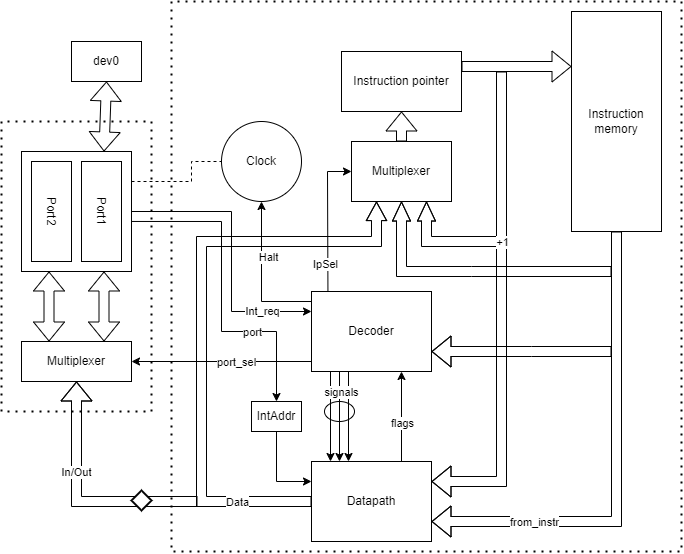 dev0
Instruction pointer
Instruction
memory
Clock
Multiplexer
Port2
Port1
+1
Halt
IpSel
Int_req
port
Decoder
Multiplexer
port_sel
signals
IntAddr
flags
In/Out
Data
Datapath
from_instr